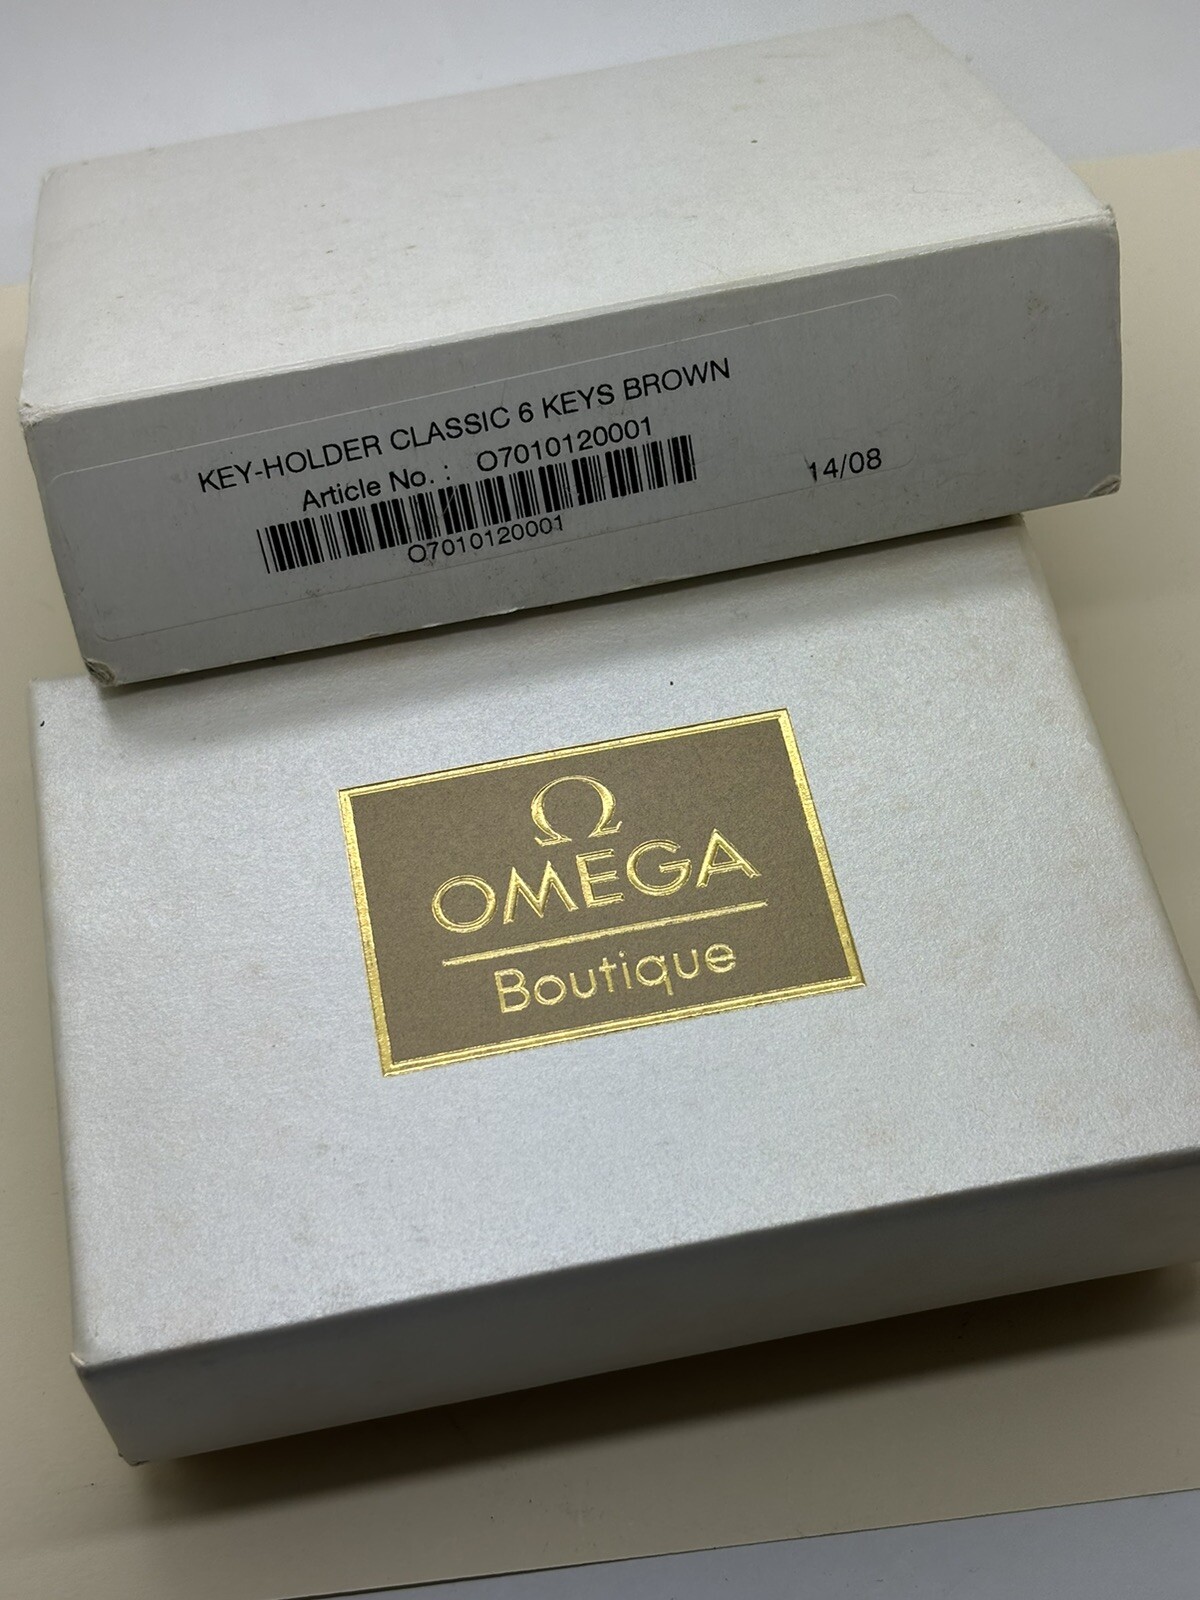 KEY-HOLDER CLASSIC 6 KEYS BROWN
Article No. : O7010120001
O7010120001
14/08
Ω
OMEGA
Boutique